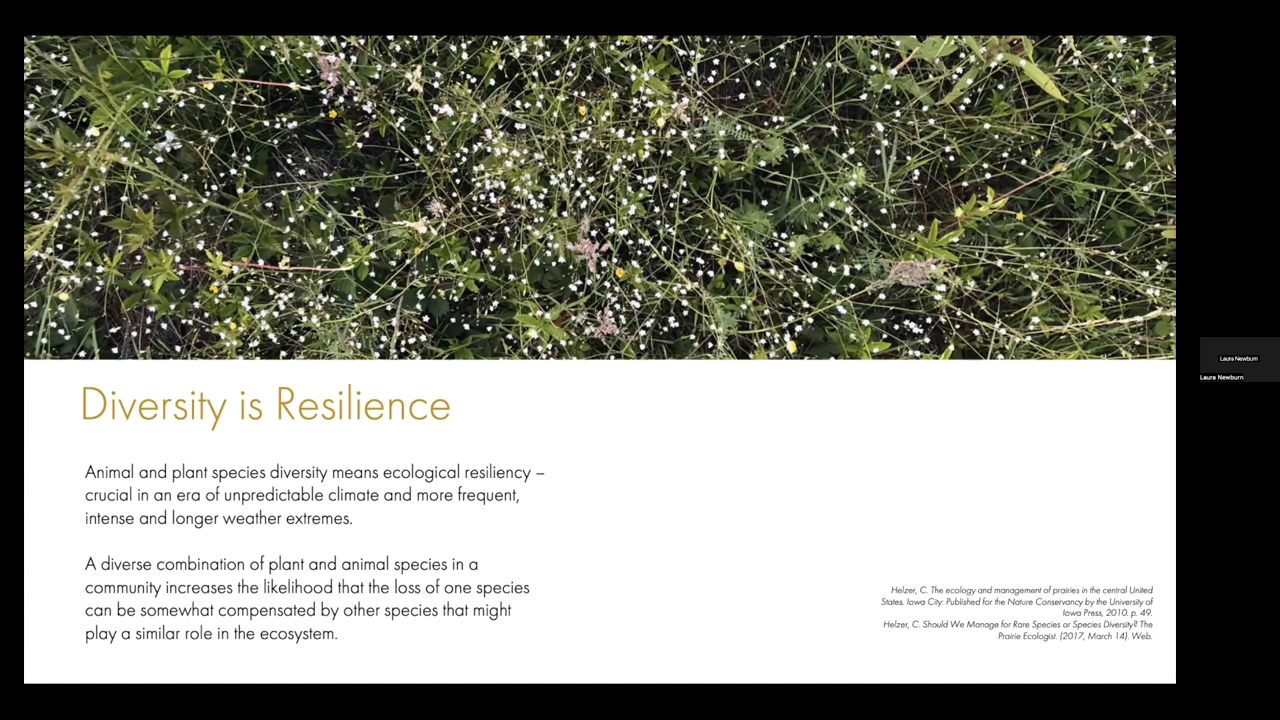 Diversity is Resilience
Animal and plant species diversity means ecological resiliency –
crucial in an era of unpredictable climate and more frequent,
intense and longer weather extremes.
A diverse combination of plant and animal species in a
community increases the likelihood that the loss of one species
can be somewhat compensated by other species that might
play a similar role in the ecosystem.
Helzer, C. The ecology and management of prairies in the central United
States. Iowa City: Published for the Nature Conservancy by the University of
Iowa Press, 2010. p. 49.
Helzer, C. Should We Manage for Rare Species or Species Diversity? The
Prairie Ecologist. (2017, March 14). Web.
Laura Newburn
Laura Newburn